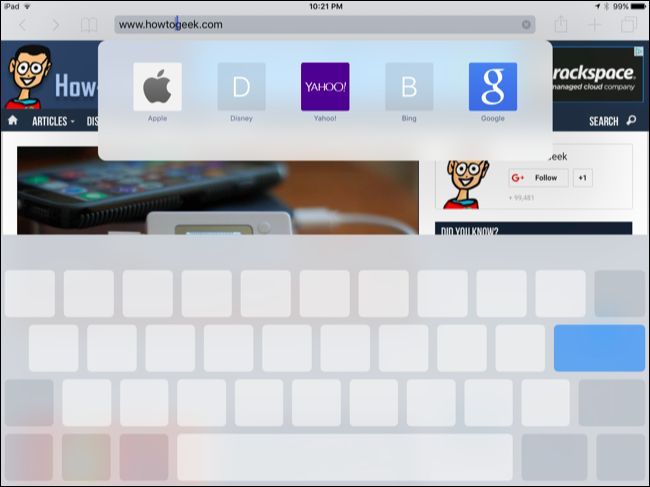 iPad 10:21 PM 99%
www.howtogeek.com
How-
rackspace.
managed cloud company
D YAHOO! B g
Apple Disney Yahoo! Bing Google
ARTICLES DIS SEARCH
eek
G+ Follow +1
+ 99,481
DID YOU KNOW?